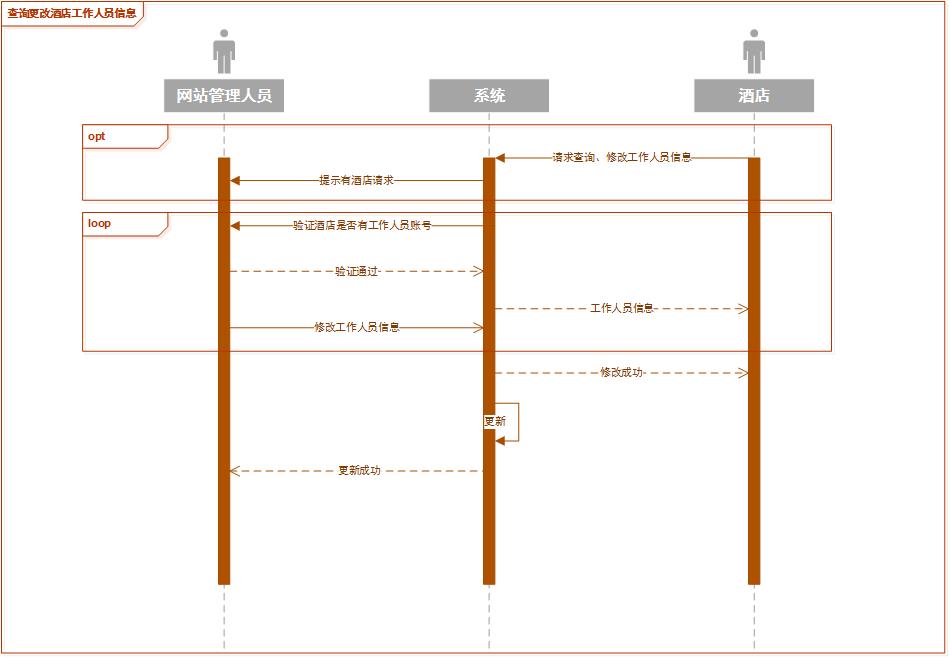 查询更改酒店工作人员信息
网站管理人员
系统
酒店
opt
请求查询、修改工作人员信息
提示有酒店请求
loop
验证酒店是否有工作人员账号
验证通过
工作人员信息
修改工作人员信息
修改成功
更新
更新成功